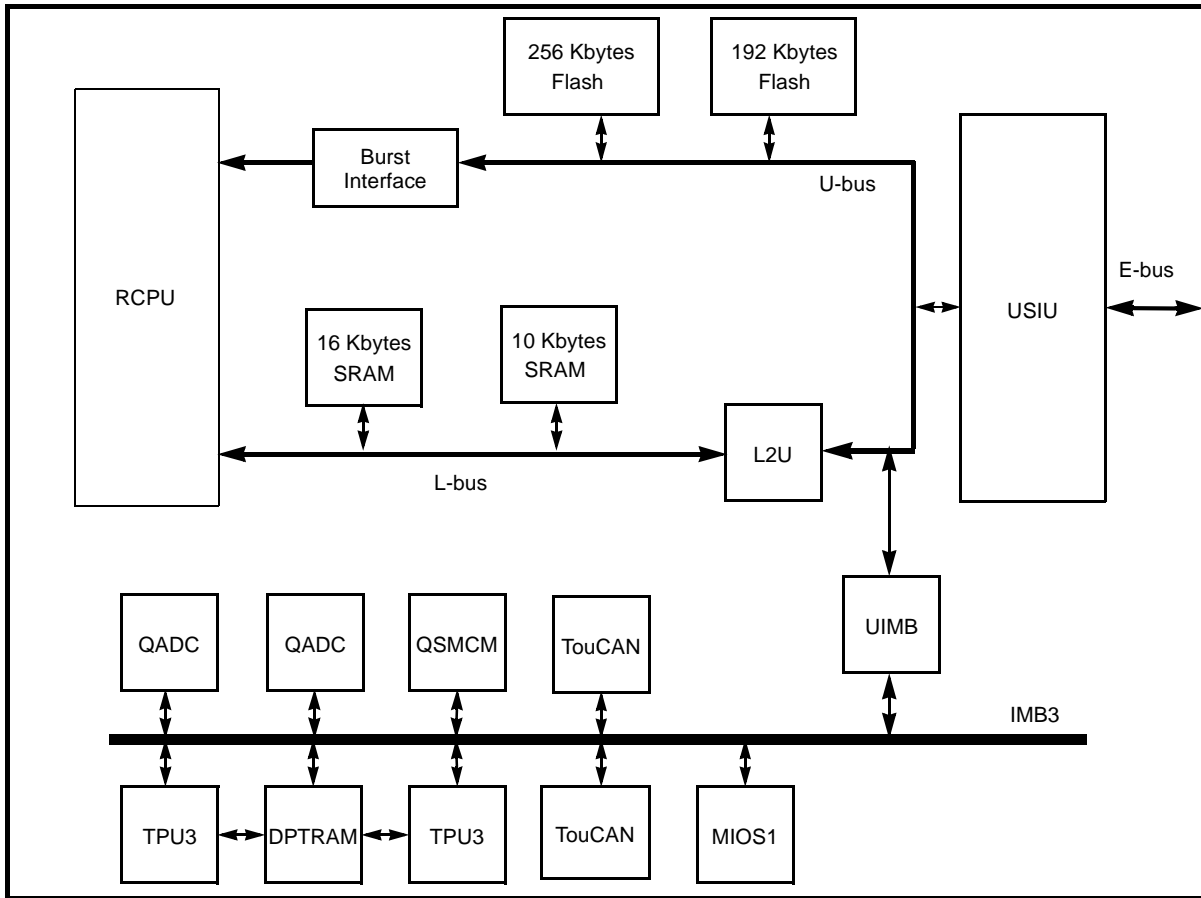 256 Kbytes
Flash
192 Kbytes
Flash
Burst
Interface
U-bus
E-bus
RCPU
USIU
16 Kbytes
SRAM
10 Kbytes
SRAM
L2U
L-bus
QADC
QADC
QSMCM
TouCAN
UIMB
IMB3
TPU3
DPTRAM
TPU3
TouCAN
MIOS1